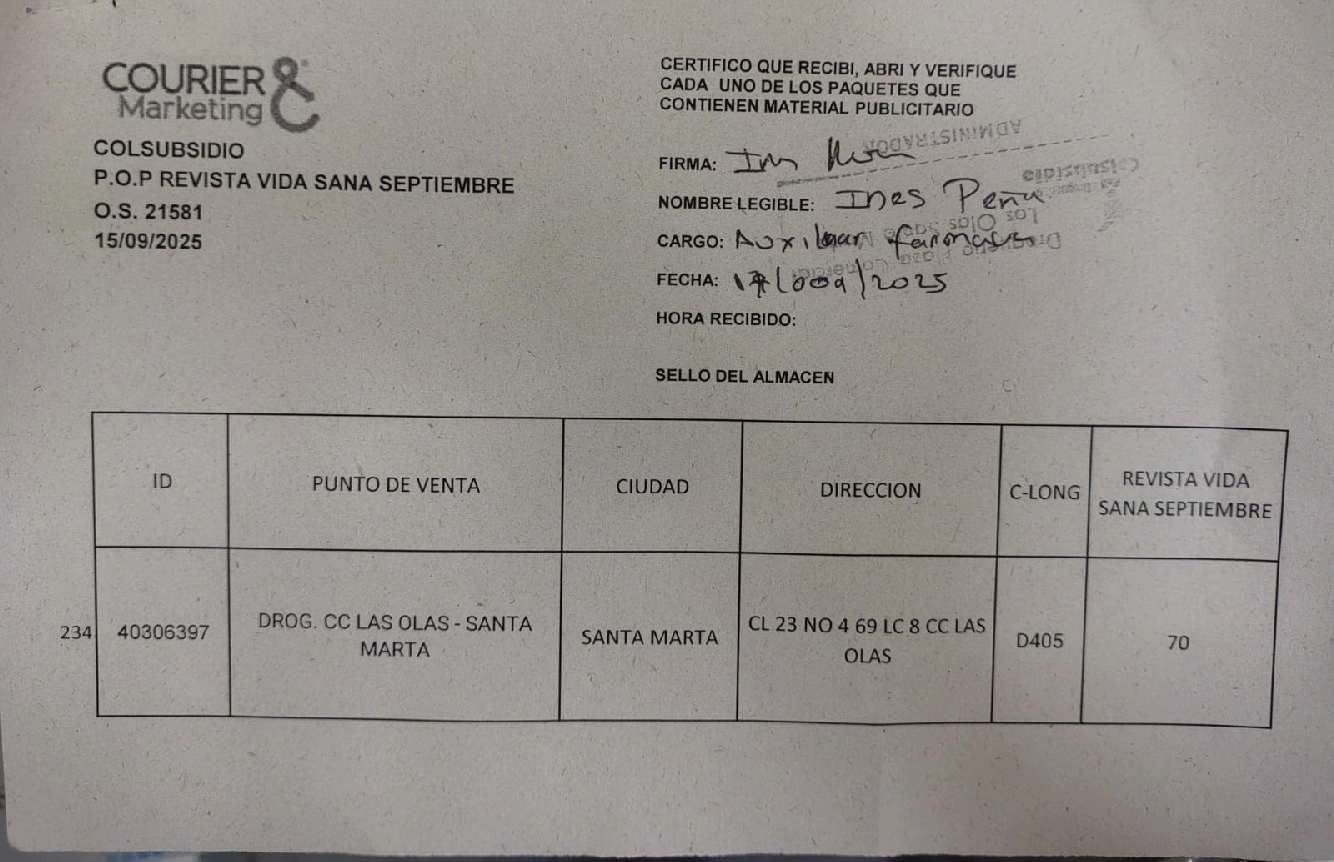 COURIER &
Marketing
COLSUBSIDIO
P.O.P REVISTA VIDA SANA SEPTIEMBRE
O.S. 21581
15/09/2025
CERTIFICO QUE RECIBI, ABRI Y VERIFIQUE
CADA UNO DE LOS PAQUETES QUE
CONTIENEN MATERIAL PUBLICITARIO
FIRMA:
ADMINISTRADOR
Colsubsidio
NOMBRE LEGIBLE: Ines Peña
CARGO: Auxiliar farmacia
FECHA: /2025
HORA RECIBIDO:
SELLO DEL ALMACEN
ID PUNTO DE VENTA CIUDAD DIRECCION C-LONG REVISTA VIDA
SANA SEPTIEMBRE
234 40306397 DROG. CC LAS OLAS - SANTA
MARTA SANTA MARTA CL 23 NO 4 69 LC 8 CC LAS
OLAS D405 70